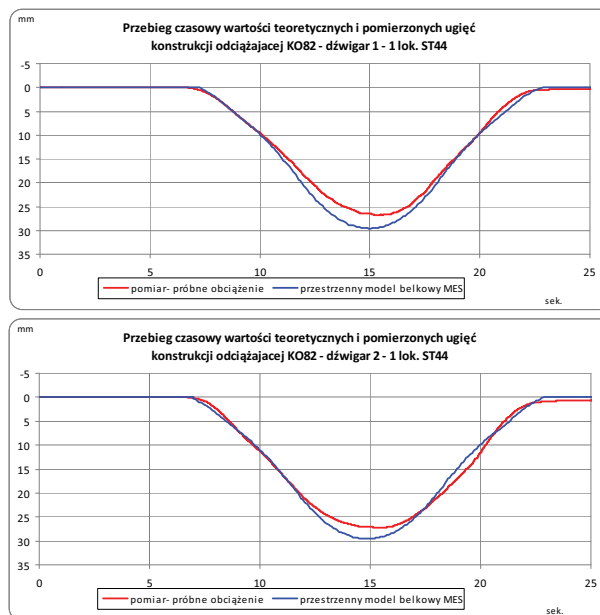 mm
Przebieg czasowy wartości teoretycznych i pomierzonych ugięć
konstrukcji odciążajacej KO82 - dźwigar 1 - 1 lok. ST44
-5
0
5
10
15
20
25
30
35
0 5 10 15 20 25
pomiar- próbne obciążenie przestrzenny model belkowy MES
sek.
mm
Przebieg czasowy wartości teoretycznych i pomierzonych ugięć
konstrukcji odciążajacej KO82 - dźwigar 2 - 1 lok. ST44
-5
0
5
10
15
20
25
30
35
0 5 10 15 20 25
pomiar- próbne obciążenie przestrzenny model belkowy MES
sek.